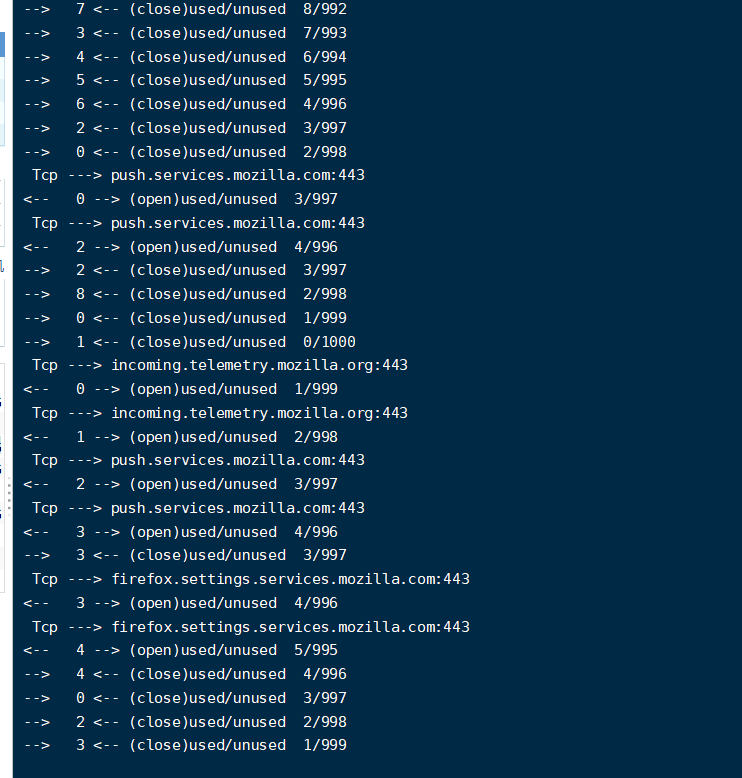 -->   7 <-- (close)used/unused  8/992
-->   3 <-- (close)used/unused  7/993
-->   4 <-- (close)used/unused  6/994
-->   5 <-- (close)used/unused  5/995
-->   6 <-- (close)used/unused  4/996
-->   2 <-- (close)used/unused  3/997
-->   0 <-- (close)used/unused  2/998
 Tcp ---> push.services.mozilla.com:443
<--   0 --> (open)used/unused  3/997
 Tcp ---> push.services.mozilla.com:443
<--   2 --> (open)used/unused  4/996
-->   2 <-- (close)used/unused  3/997
-->   8 <-- (close)used/unused  2/998
-->   0 <-- (close)used/unused  1/999
-->   1 <-- (close)used/unused  0/1000
 Tcp ---> incoming.telemetry.mozilla.org:443
<--   0 --> (open)used/unused  1/999
 Tcp ---> incoming.telemetry.mozilla.org:443
<--   1 --> (open)used/unused  2/998
 Tcp ---> push.services.mozilla.com:443
<--   2 --> (open)used/unused  3/997
 Tcp ---> push.services.mozilla.com:443
<--   3 --> (open)used/unused  4/996
-->   3 <-- (close)used/unused  3/997
 Tcp ---> firefox.settings.services.mozilla.com:443
<--   3 --> (open)used/unused  4/996
 Tcp ---> firefox.settings.services.mozilla.com:443
<--   4 --> (open)used/unused  5/995
-->   4 <-- (close)used/unused  4/996
-->   0 <-- (close)used/unused  3/997
-->   2 <-- (close)used/unused  2/998
-->   3 <-- (close)used/unused  1/999